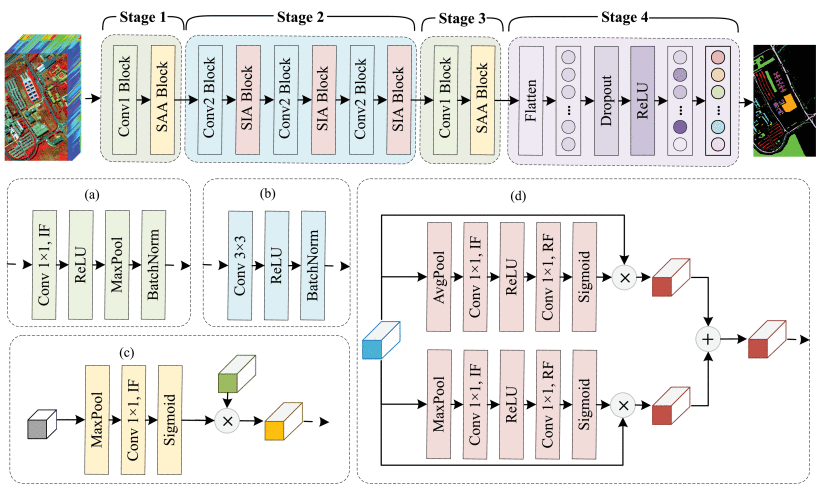 Stage 1
Stage 2
Stage 3
Stage 4
Conv1 Block
SAA Block
Conv2 Block
SIA Block
Conv2 Block
SIA Block
Conv2 Block
SIA Block
Conv1 Block
SAA Block
Flatten
...
Dropout
ReLU
...
...
(a)
Conv 1×1, IF
ReLU
MaxPool
BatchNorm
(b)
Conv 3×3
ReLU
BatchNorm
(c)
MaxPool
Conv 1×1, IF
Sigmoid
×
(d)
AvgPool
Conv 1×1, IF
ReLU
Conv 1×1, RF
Sigmoid
×
MaxPool
Conv 1×1, IF
ReLU
Conv 1×1, RF
Sigmoid
×
+